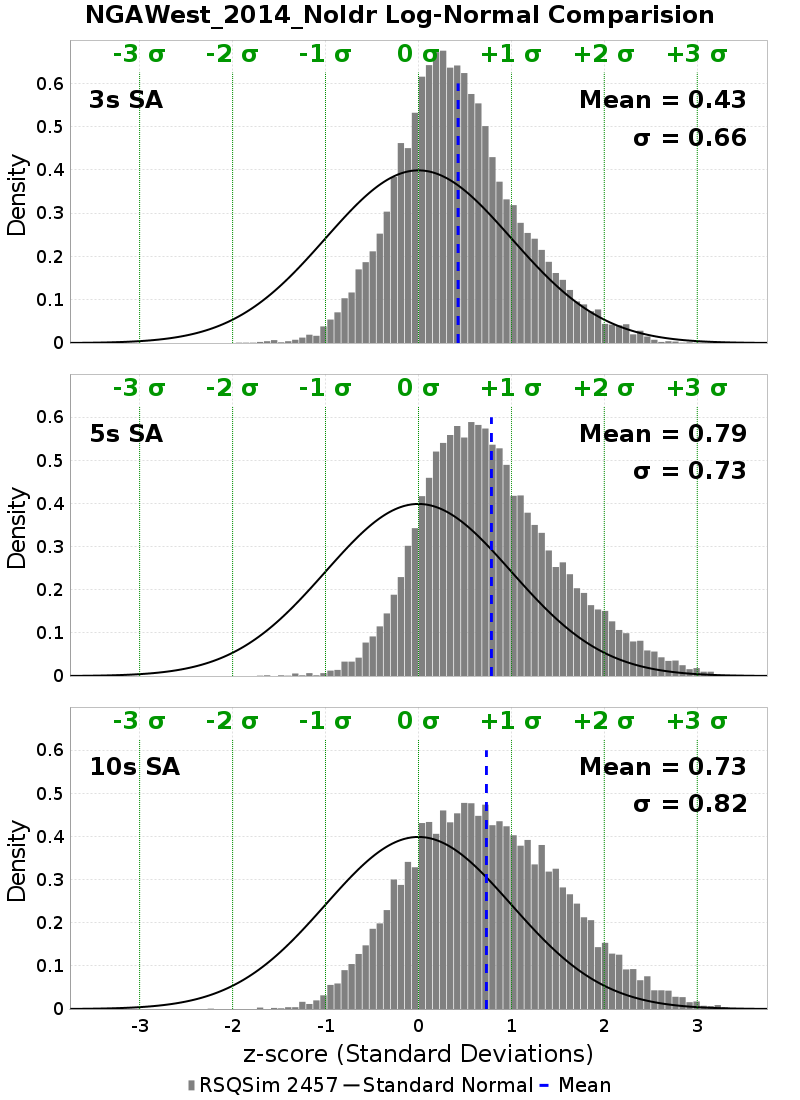 NGAWest_2014_NoIdr Log-Normal Comparision
-3 σ -2 σ -1 σ 0 σ +1 σ +2 σ +3 σ
3s SA
Mean = 0.43
σ = 0.66
Density
0.6
0.5
0.4
0.3
0.2
0.1
0
-3 σ -2 σ -1 σ 0 σ +1 σ +2 σ +3 σ
5s SA
Mean = 0.79
σ = 0.73
Density
0.6
0.5
0.4
0.3
0.2
0.1
0
-3 σ -2 σ -1 σ 0 σ +1 σ +2 σ +3 σ
10s SA
Mean = 0.73
σ = 0.82
Density
0.6
0.5
0.4
0.3
0.2
0.1
0
-3 -2 -1 0 1 2 3
z-score (Standard Deviations)
RSQSim 2457 Standard Normal Mean